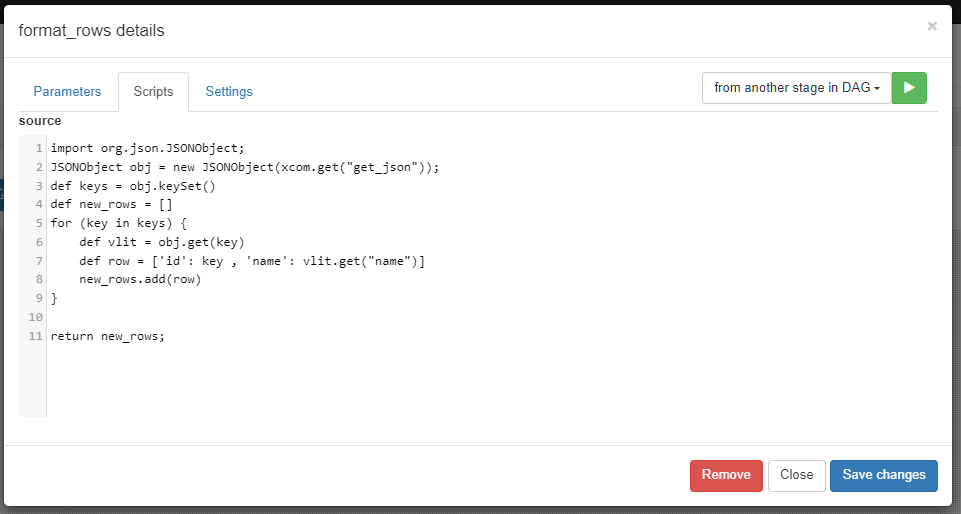 format_rows details
×
Parameters
Scripts
Settings
from another stage in DAG
source
1 import org.json.JSONObject;
2 JSONObject obj = new JSONObject(xcom.get("get_json"));
3 def keys = obj.keySet()
4 def new_rows = []
5 for (key in keys) {
6     def vlit = obj.get(key)
7     def row = ['id': key , 'name': vlit.get("name")]
8     new_rows.add(row)
9 }
10
11 return new_rows;
Remove
Close
Save changes